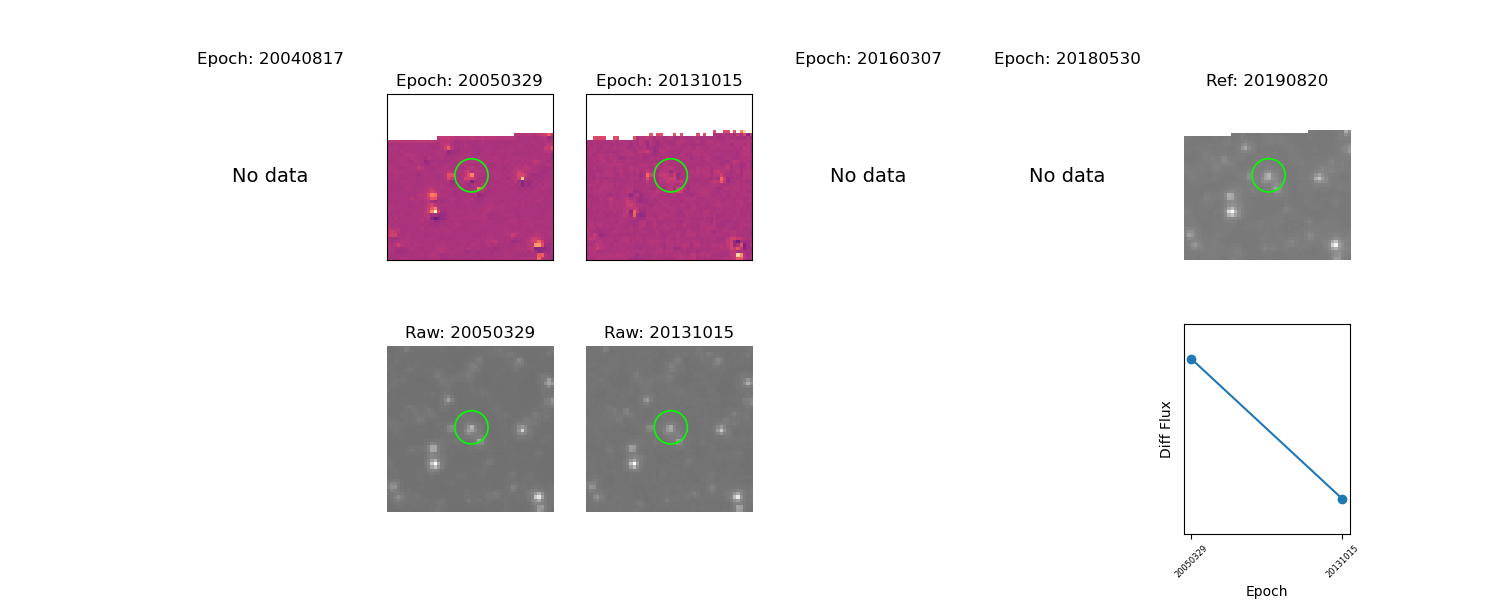 Epoch: 20040817
Epoch: 20050329
Epoch: 20131015
Epoch: 20160307
Epoch: 20180530
Ref: 20190820
No data
No data
No data
Raw: 20050329
Raw: 20131015
Diff Flux
20050329
20131015
Epoch